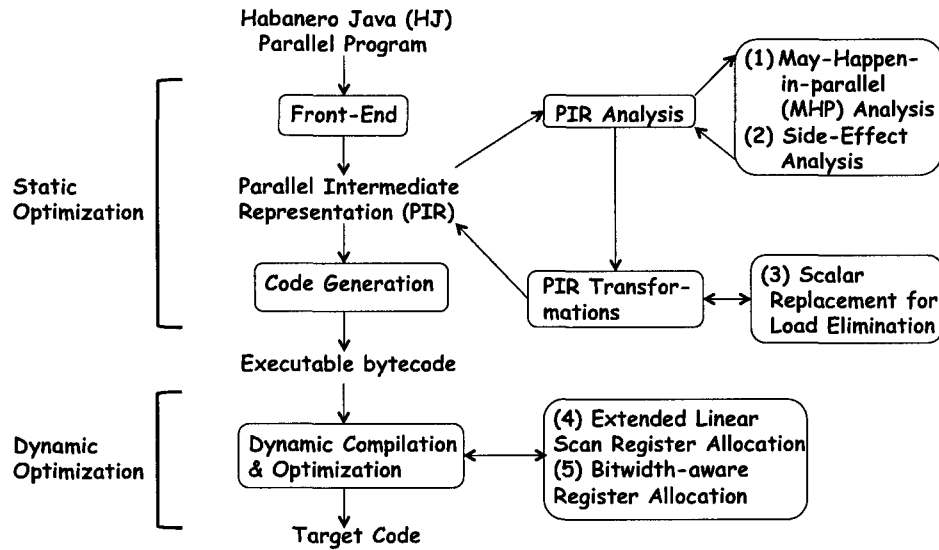 Habanero Java (HJ)
Parallel Program
Front-End
PIR Analysis
(1) May-Happen-
in-parallel
(MHP) Analysis
(2) Side-Effect
Analysis
Static
Optimization
Parallel Intermediate
Representation (PIR)
Code Generation
PIR Transfor-
mations
(3) Scalar
Replacement for
Load Elimination
Executable bytecode
Dynamic
Optimization
Dynamic Compilation
& Optimization
(4) Extended Linear
Scan Register Allocation
(5) Bitwidth-aware
Register Allocation
Target Code